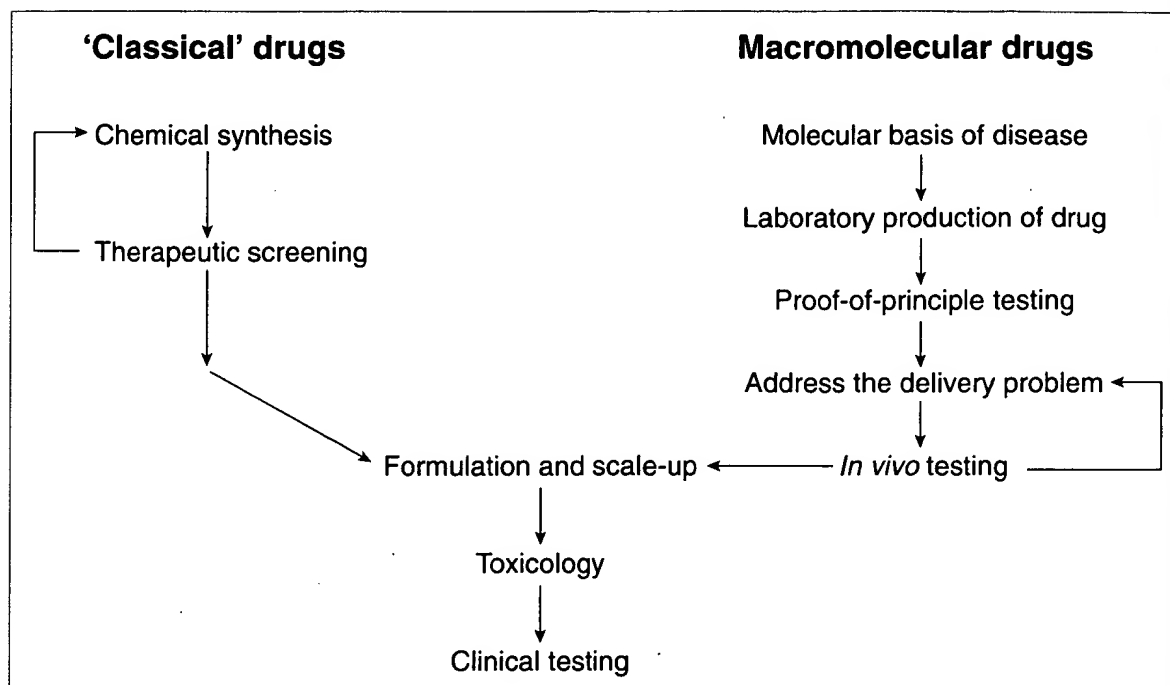 'Classical' drugs
Chemical synthesis
Therapeutic screening
Macromolecular drugs
Molecular basis of disease
Laboratory production of drug
Proof-of-principle testing
Address the delivery problem
In vivo testing
Formulation and scale-up
Toxicology
Clinical testing